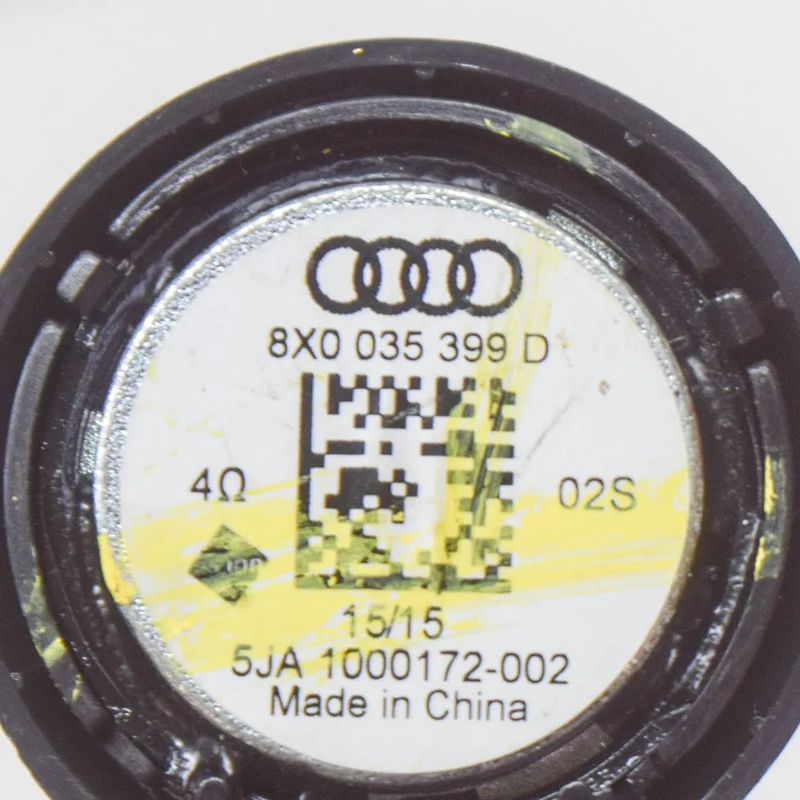 8X0 035 399 D
4Ω
02S
15/15
5JA 1000172-002
Made in China